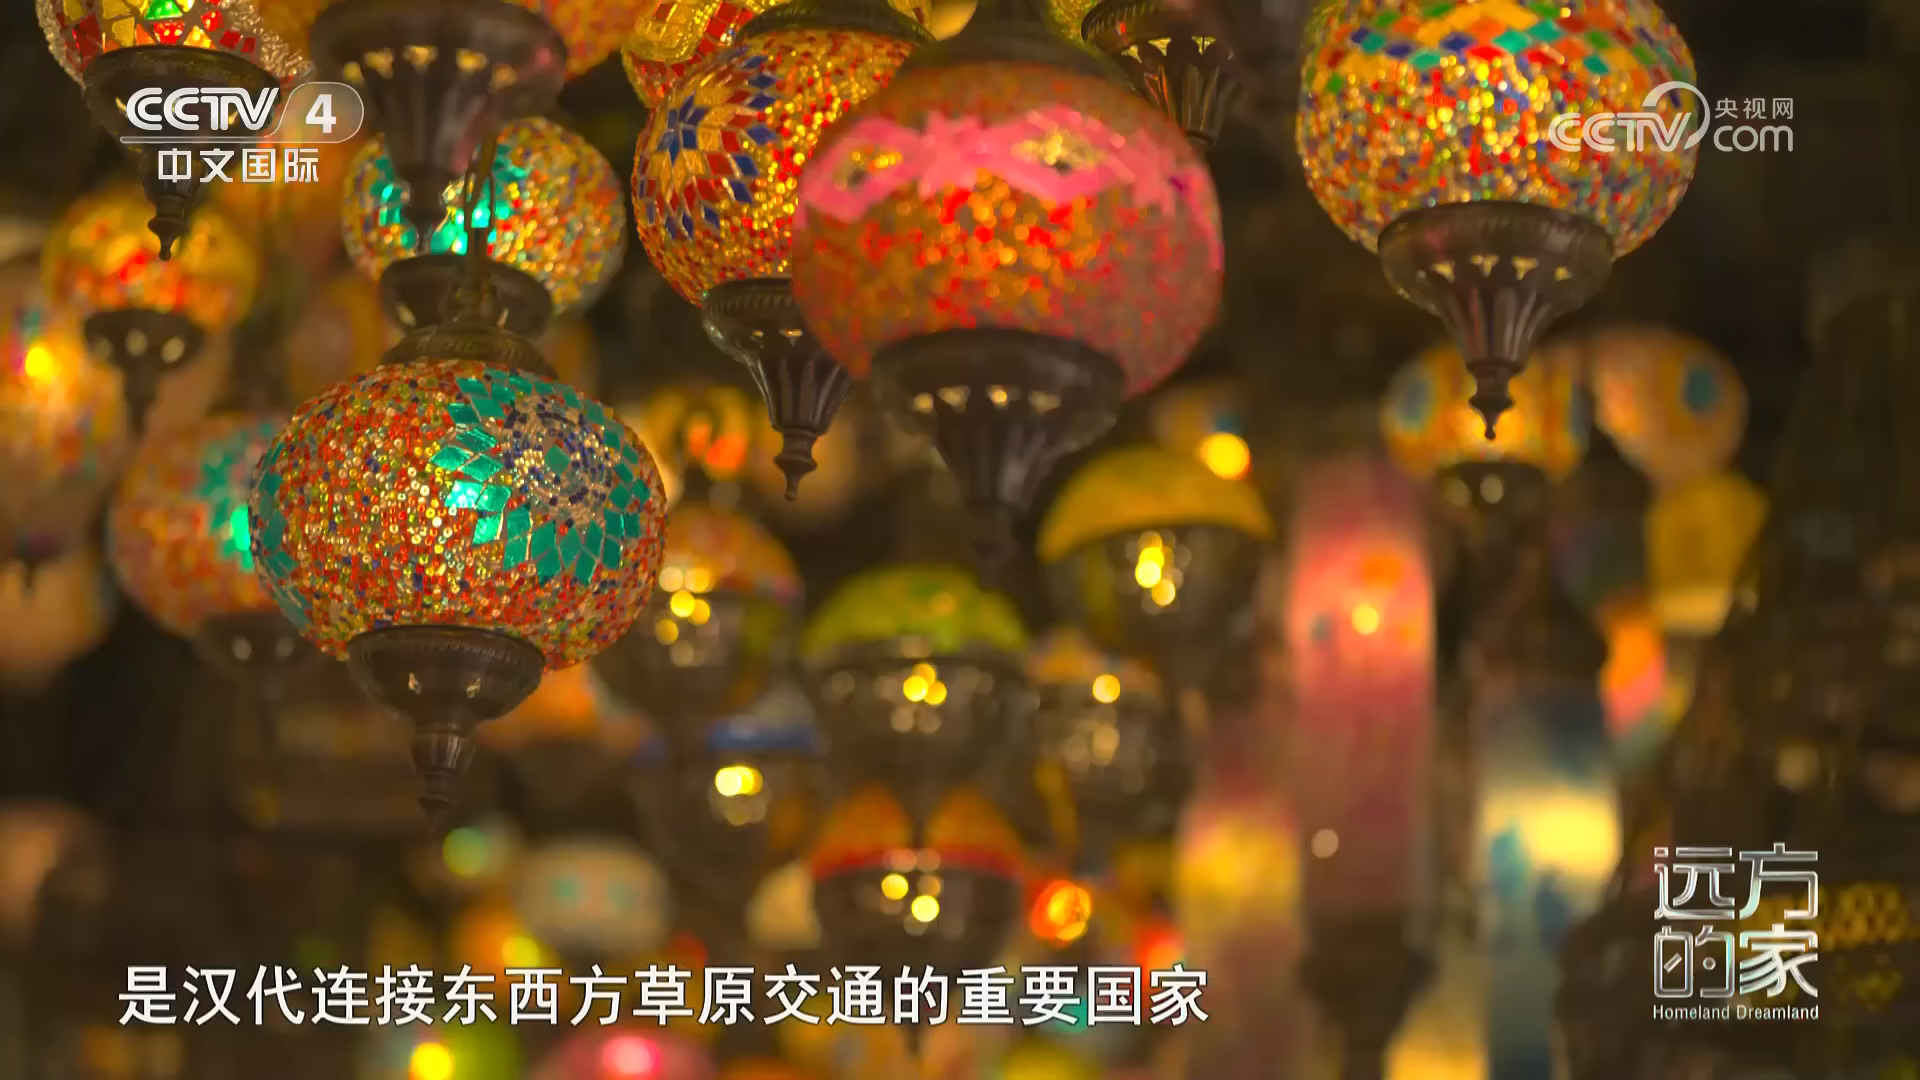 CCTV 4
中文国际
央视网
CCTV.com
远方
的家
Homeland Dreamland
是汉代连接东西方草原交通的重要国家